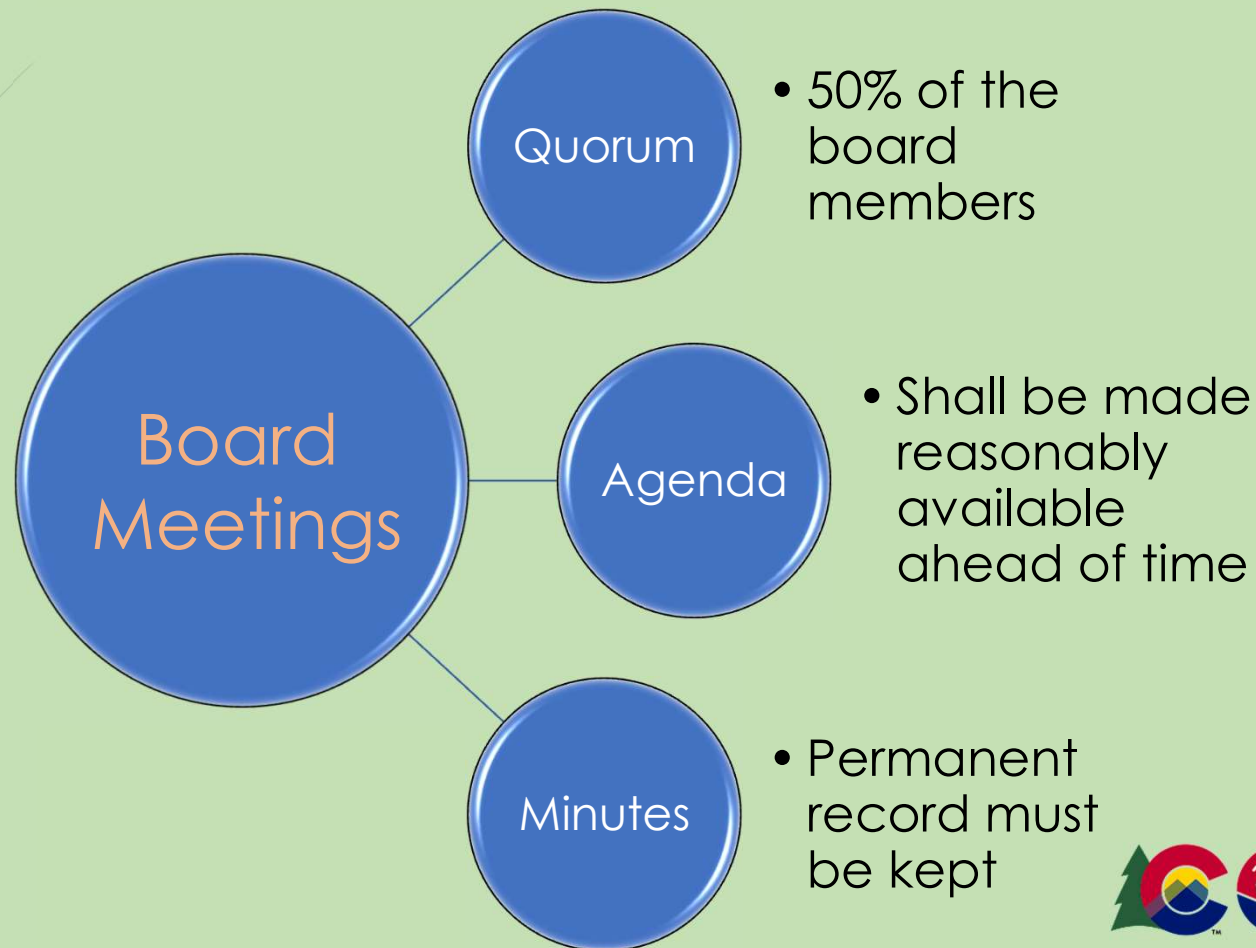 Quorum
• 50% of the
board
members
Board
Meetings
Agenda
• Shall be made
reasonably
available
ahead of time
Minutes
• Permanent
record must
be kept
C
TM